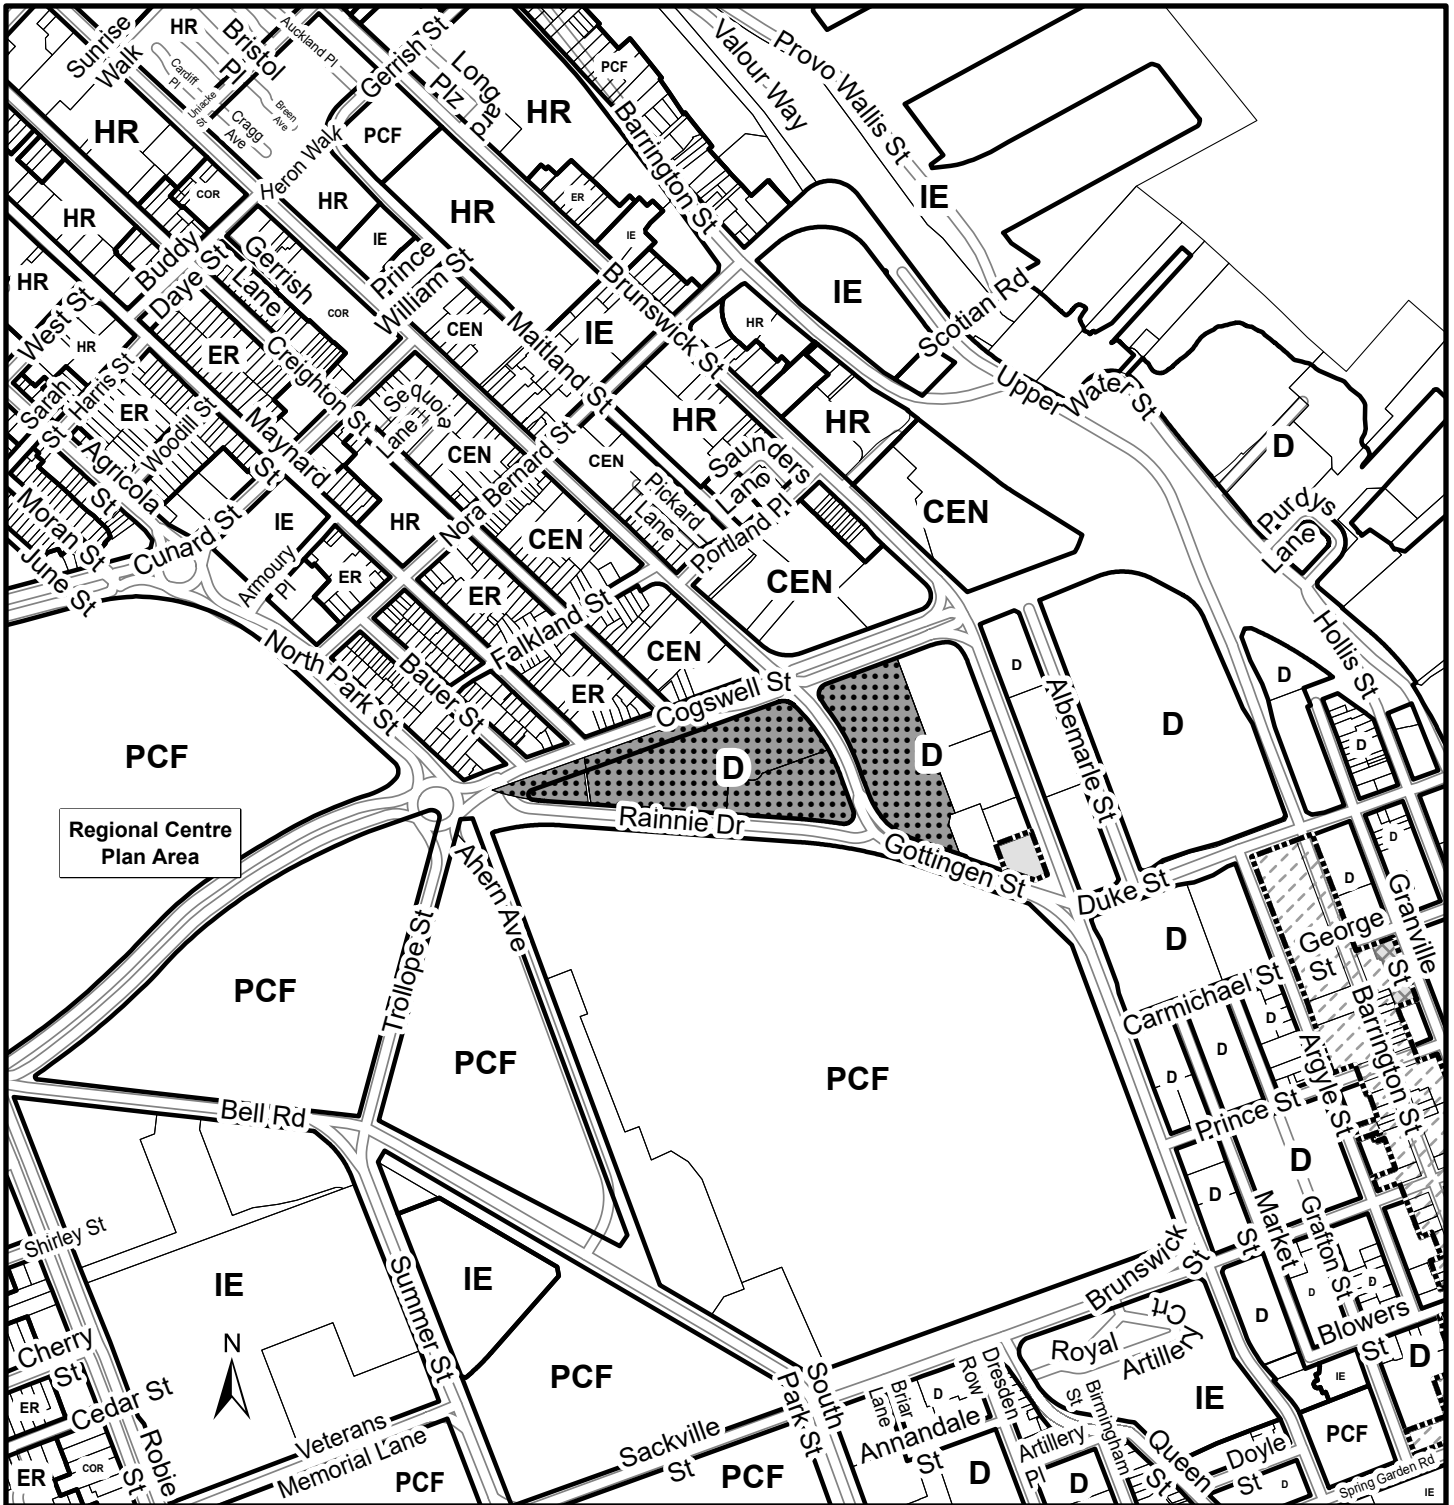 Sunrise
Walk
HR
Bristol
Pl
Auckland Pl
Cardiff
Pl
Uniacke
St
Cragg
Ave
Breen
Ave
Gerrish St
Longard
Plz
HR
PCF
Barrington St
Valour Way
Provo Wallis St
IE
HR
PCF
Heron Walk
COR
HR
HR
IE
HR
ER
IE
HR
Buddy
Daye St
Gerrish
Lane
Prince
William St
COR
Brunswick St
HR
IE
Scotian Rd
West St
HR
Harris St
Sarah
St
ER
ER
Creighton St
CEN
Maitland St
IE
Upper Water St
Agricola
St
Woodill St
Maynard
St
Sequoia
Lane
CEN
Nora Bernard St
CEN
HR
HR
Saunders
Lane
Pickard
Lane
Portland Pl
D
Purdys
Lane
Moran St
June St
Cunard St
IE
Armoury
Pl
ER
HR
CEN
CEN
CEN
ER
Falkland St
CEN
North Park St
Bauer St
ER
Cogswell St
D
Albemarle St
D
Hollis St
D
D
PCF
D
D
Regional Centre
Plan Area
Rainnie Dr
Gottingen St
Duke St
D
D
Granville
St
George
St
D
Ahern Ave
Trollope St
PCF
PCF
PCF
Carmichael St
D
D
D
Argyle St
Barrington St
Bell Rd
Prince St
D
D
Market
St
Grafton St
Shirley St
IE
N
Summer St
IE
PCF
Brunswick
St
Royal
Artillery
Crt
D
D
D
Blowers
St
D
IE
Cherry
St
ER
Cedar St
Robie
St
ER
COR
Veterans
Memorial Lane
PCF
Sackville
St
PCF
South
Park St
Briar
Lane
D
Row
Dresden
Annandale
St
D
Artillery
Pl
D
Birmingham
St
IE
Queen
St
Doyle
St
D
PCF
Spring Garden Rd
IE